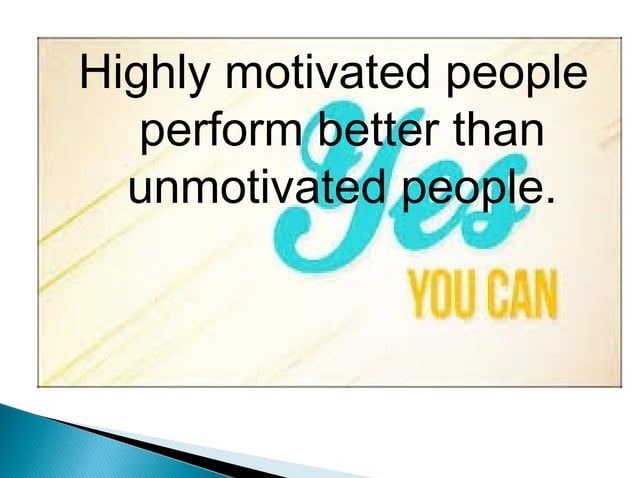 Highly motivated people
perform better than
unmotivated people.
Yes
YOU CAN